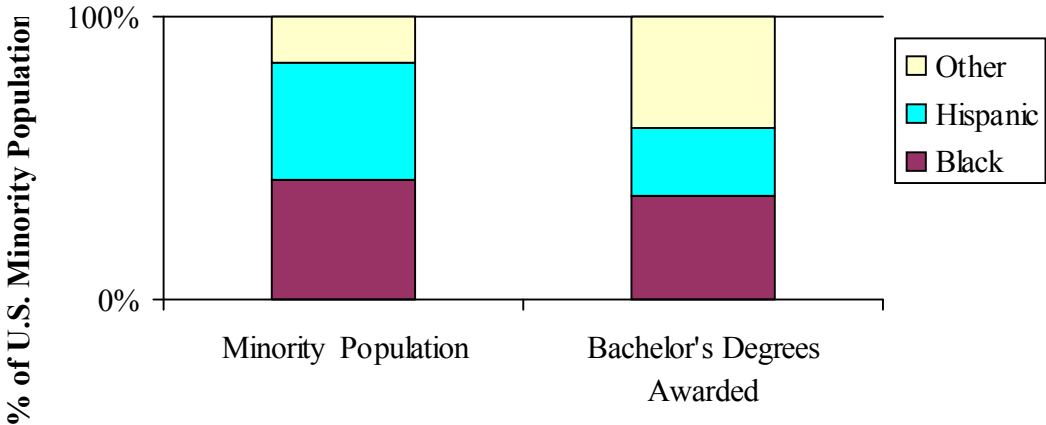 % of U.S. Minority Population
100%
0%
Minority Population
Bachelor's Degrees
Awarded
Other
Hispanic
Black